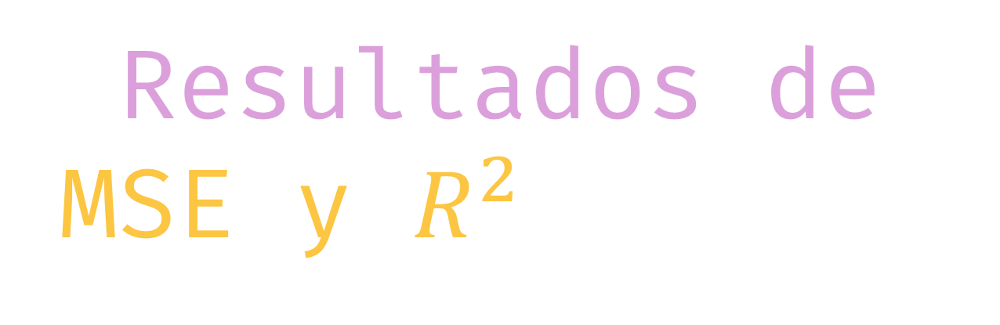 Resultados de
MSE y R²